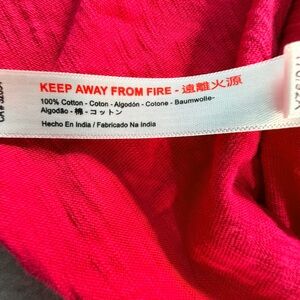 KEEP AWAY FROM FIRE - 遠離火源
100% Cotton - Coton - Algodón - Cotone - Baumwolle-
Algodão - 棉 - コットン
Hecho En India / Fabricado Na India